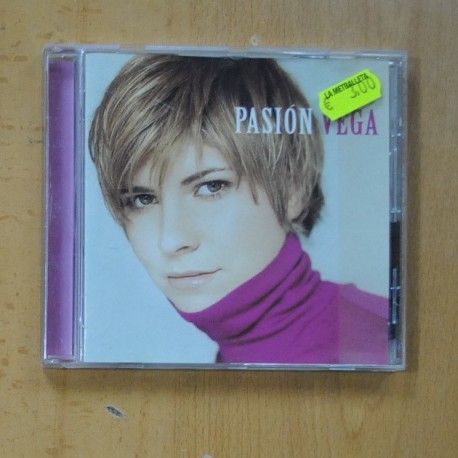 LA METRALLETA
€ 3,00
PASIÓN VEGA